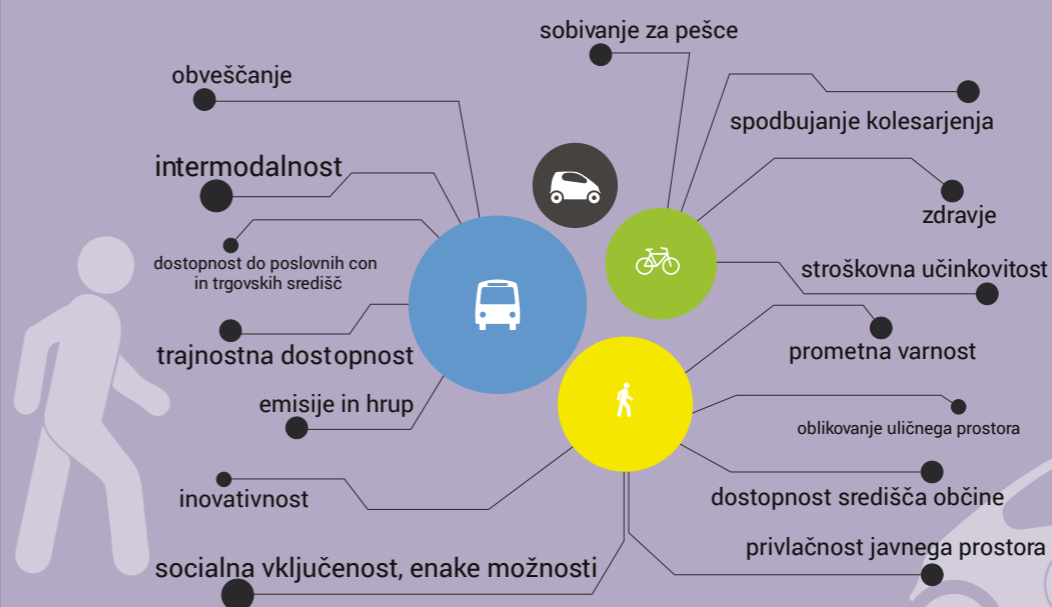 sobivanje za pešce
obveščanje
spodbujanje kolesarjenja
intermodalnost
zdravje
dostopnost do poslovnih con
in trgovskih središč
stroškovna učinkovitost
trajnostna dostopnost
prometna varnost
emisije in hrup
oblikovanje uličnega prostora
inovativnost
dostopnost središča občine
privlačnost javnega prostora
socialna vključenost, enake možnosti